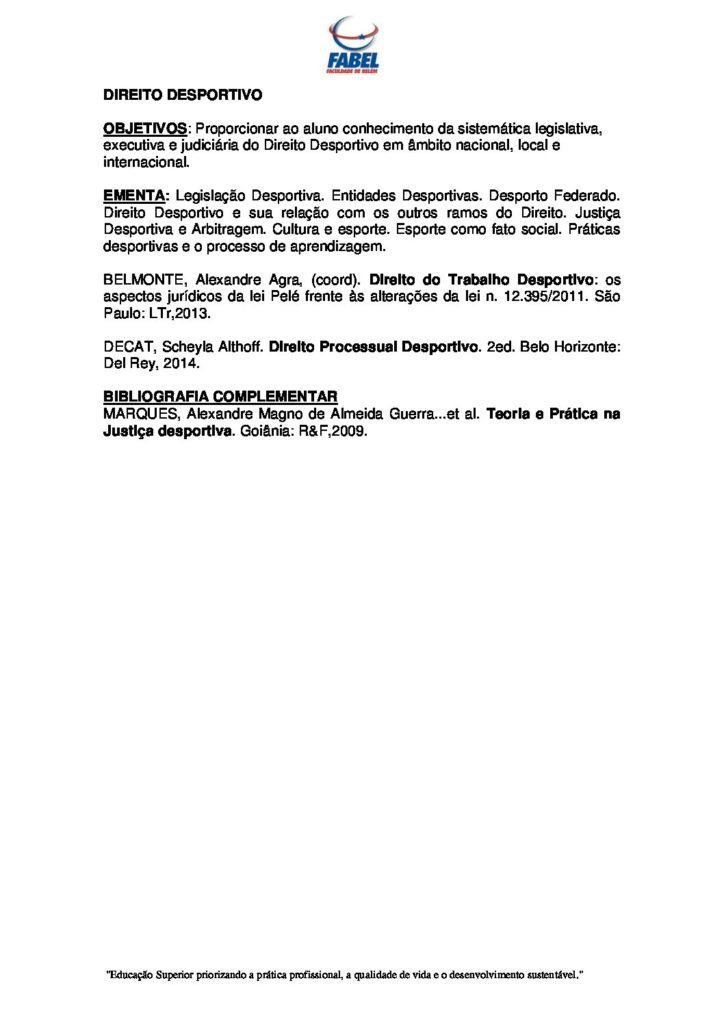 FABEL
FACULDADE DE BELÉM
DIREITO DESPORTIVO
OBJETIVOS: Proporcionar ao aluno conhecimento da sistemática legislativa,
executiva e judiciária do Direito Desportivo em âmbito nacional, local e
internacional.
EMENTA: Legislação Desportiva. Entidades Desportivas. Desporto Federado.
Direito Desportivo e sua relação com os outros ramos do Direito. Justiça
Desportiva e Arbitragem. Cultura e esporte. Esporte como fato social. Práticas
desportivas e o processo de aprendizagem.
BELMONTE, Alexandre Agra, (coord). Direito do Trabalho Desportivo: os
aspectos jurídicos da lei Pelé frente às alterações da lei n. 12.395/2011. São
Paulo: LTr,2013.
DECAT, Scheyla Althoff. Direito Processual Desportivo. 2ed. Belo Horizonte:
Del Rey, 2014.
BIBLIOGRAFIA COMPLEMENTAR
MARQUES, Alexandre Magno de Almeida Guerra...et al. Teoria e Prática na
Justiça desportiva. Goiânia: R&F,2009.
"Educação Superior priorizando a prática profissional, a qualidade de vida e o desenvolvimento sustentável."